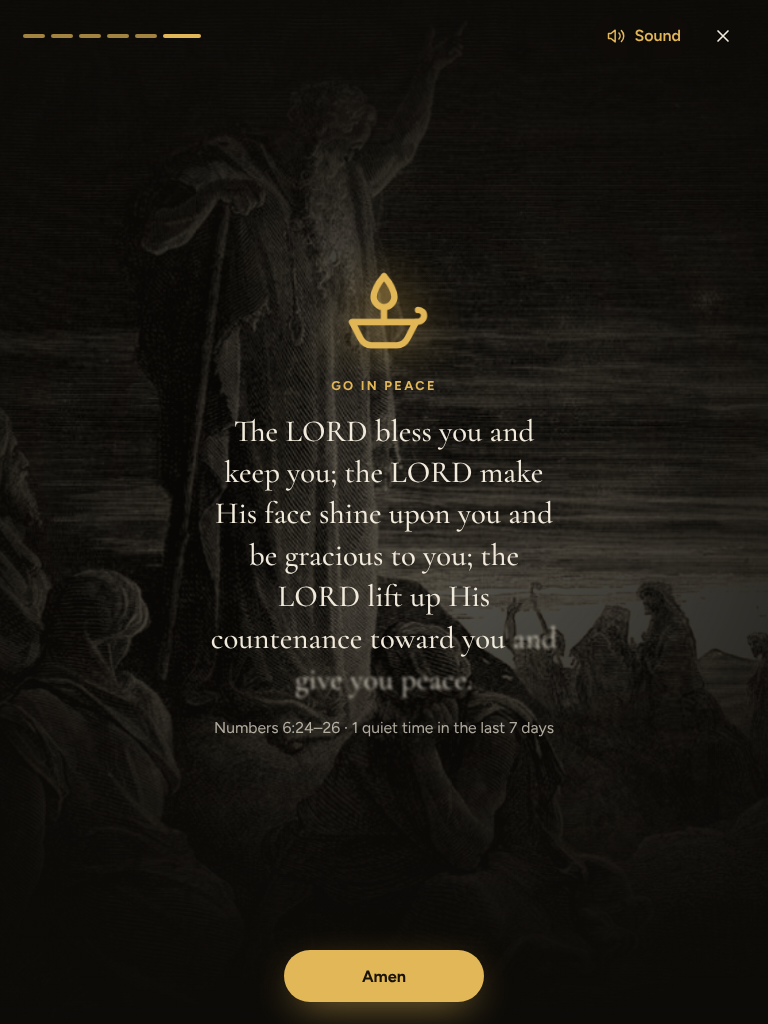 Sound
GO IN PEACE
The LORD bless you and
keep you; the LORD make
His face shine upon you and
be gracious to you; the
LORD lift up His
countenance toward you and
give you peace.
Numbers 6:24–26 · 1 quiet time in the last 7 days
Amen